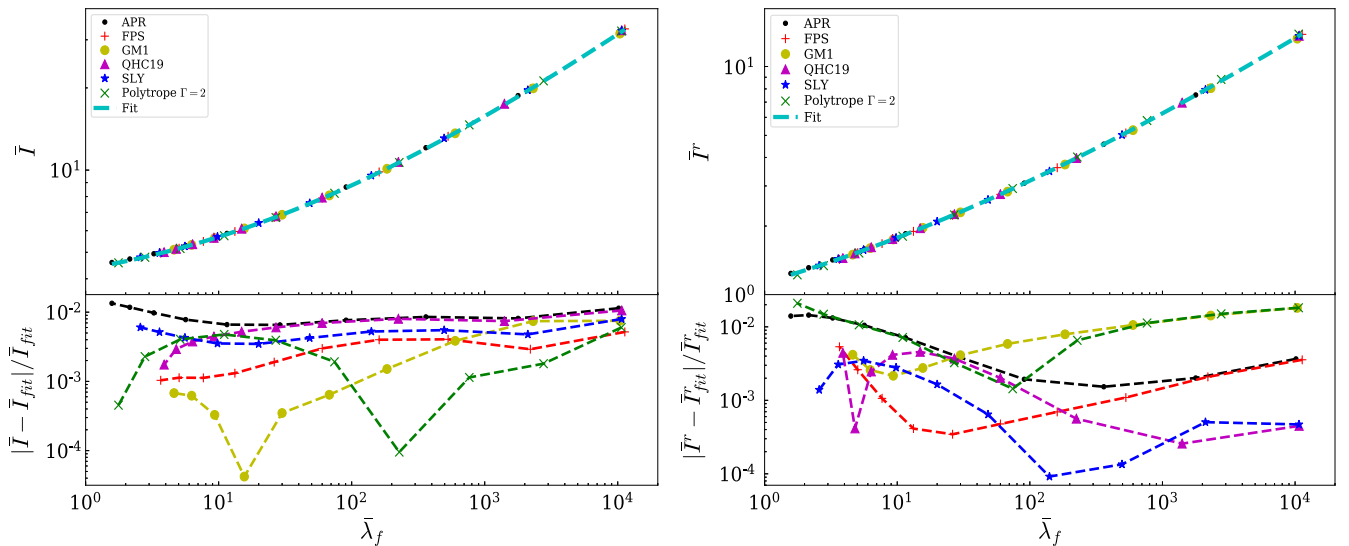 APR
FPS
GM1
QHC19
SLY
Polytrope Γ = 2
Fit
10¹
I̅
10⁻²
10⁻³
10⁻⁴
|I̅ − I̅_fit|/I̅_fit
10⁰ 10¹ 10² 10³ 10⁴
λ̅_f
APR
FPS
GM1
QHC19
SLY
Polytrope Γ = 2
Fit
10¹
10⁰
I̅ʳ
10⁻²
10⁻³
10⁻⁴
|I̅ʳ − I̅ʳ_fit|/I̅ʳ_fit
10⁰ 10¹ 10² 10³ 10⁴
λ̅_f